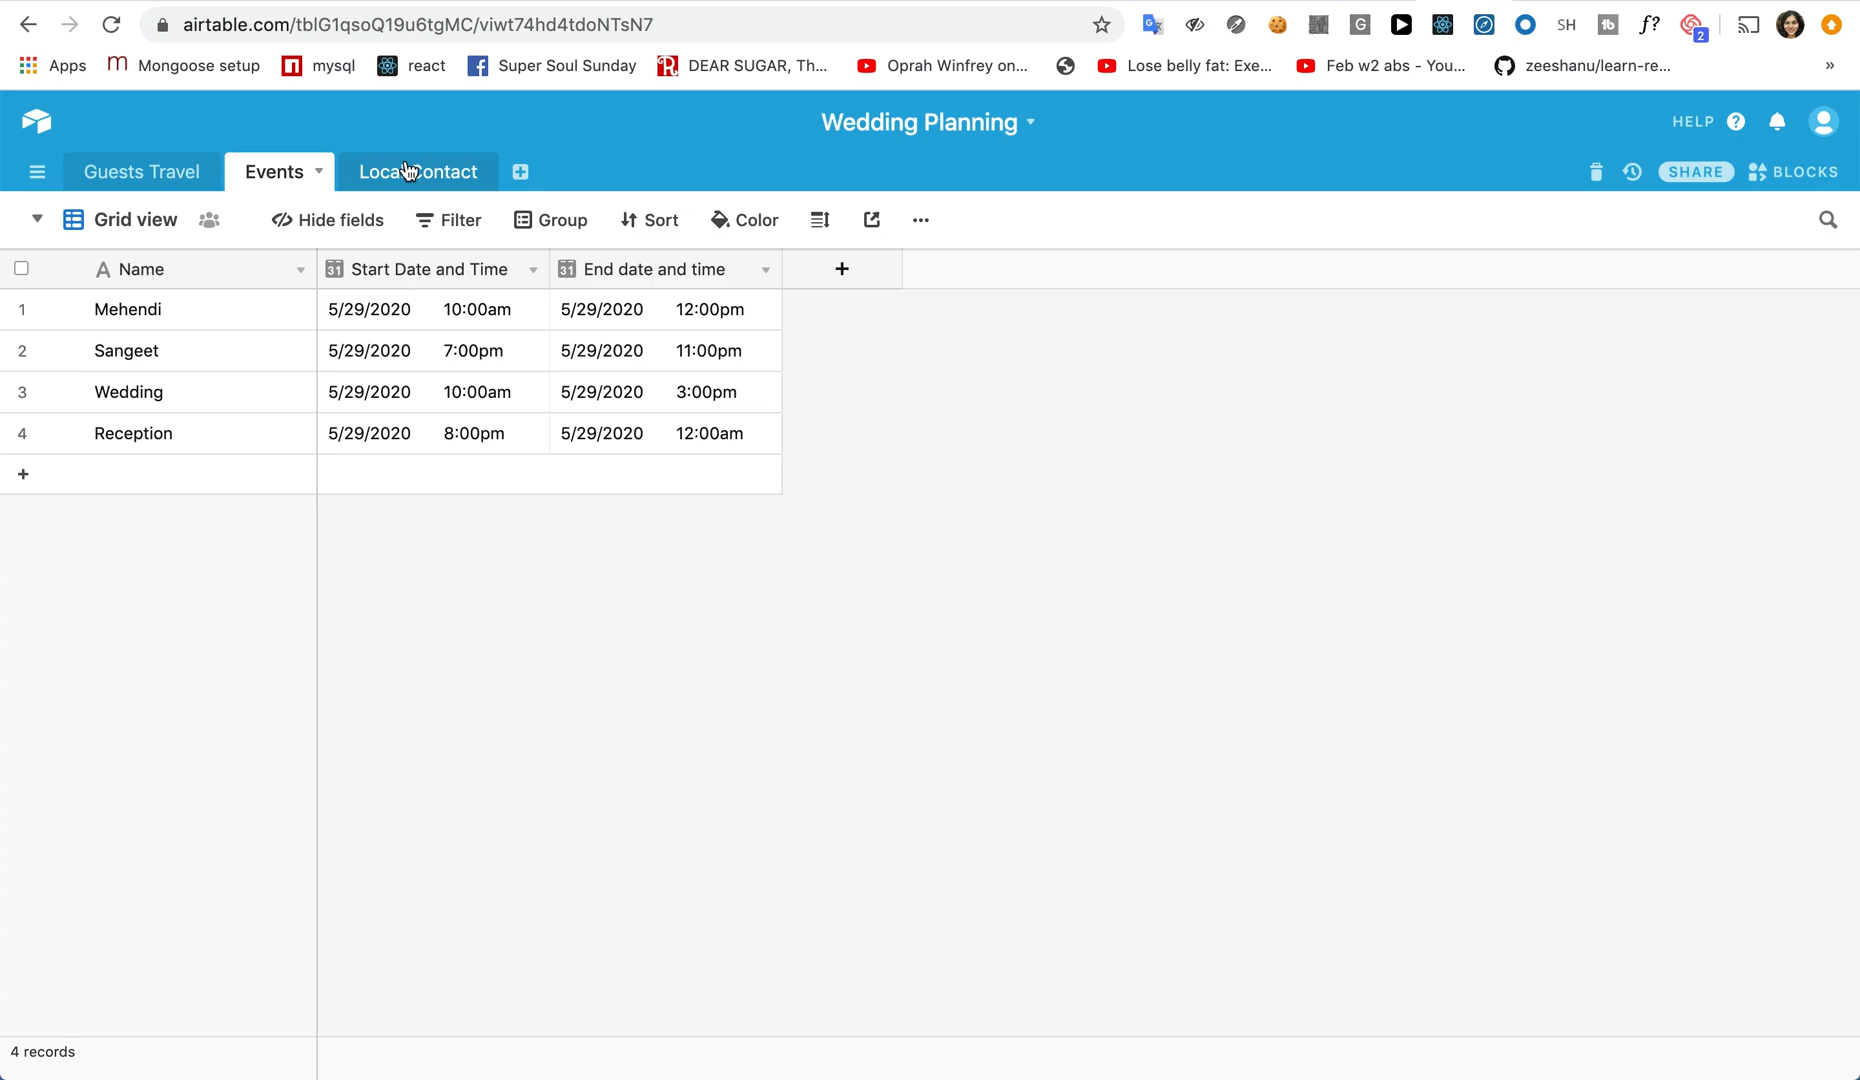 airtable.com/tblG1qsoQ19u6tgMC/viwt74hd4tdoNTsN7
SH
f?
2
Apps Mongoose setup mysql react Super Soul Sunday DEAR SUGAR, Th... Oprah Winfrey on... Lose belly fat: Exe... Feb w2 abs - You... zeeshanu/learn-re... »
Wedding Planning
HELP ?
Guests Travel Events Local Contact
SHARE BLOCKS
Grid view Hide fields Filter Group Sort Color
A Name 31 Start Date and Time 31 End date and time +
1 Mehendi 5/29/2020 10:00am 5/29/2020 12:00pm
2 Sangeet 5/29/2020 7:00pm 5/29/2020 11:00pm
3 Wedding 5/29/2020 10:00am 5/29/2020 3:00pm
4 Reception 5/29/2020 8:00pm 5/29/2020 12:00am
+
4 records